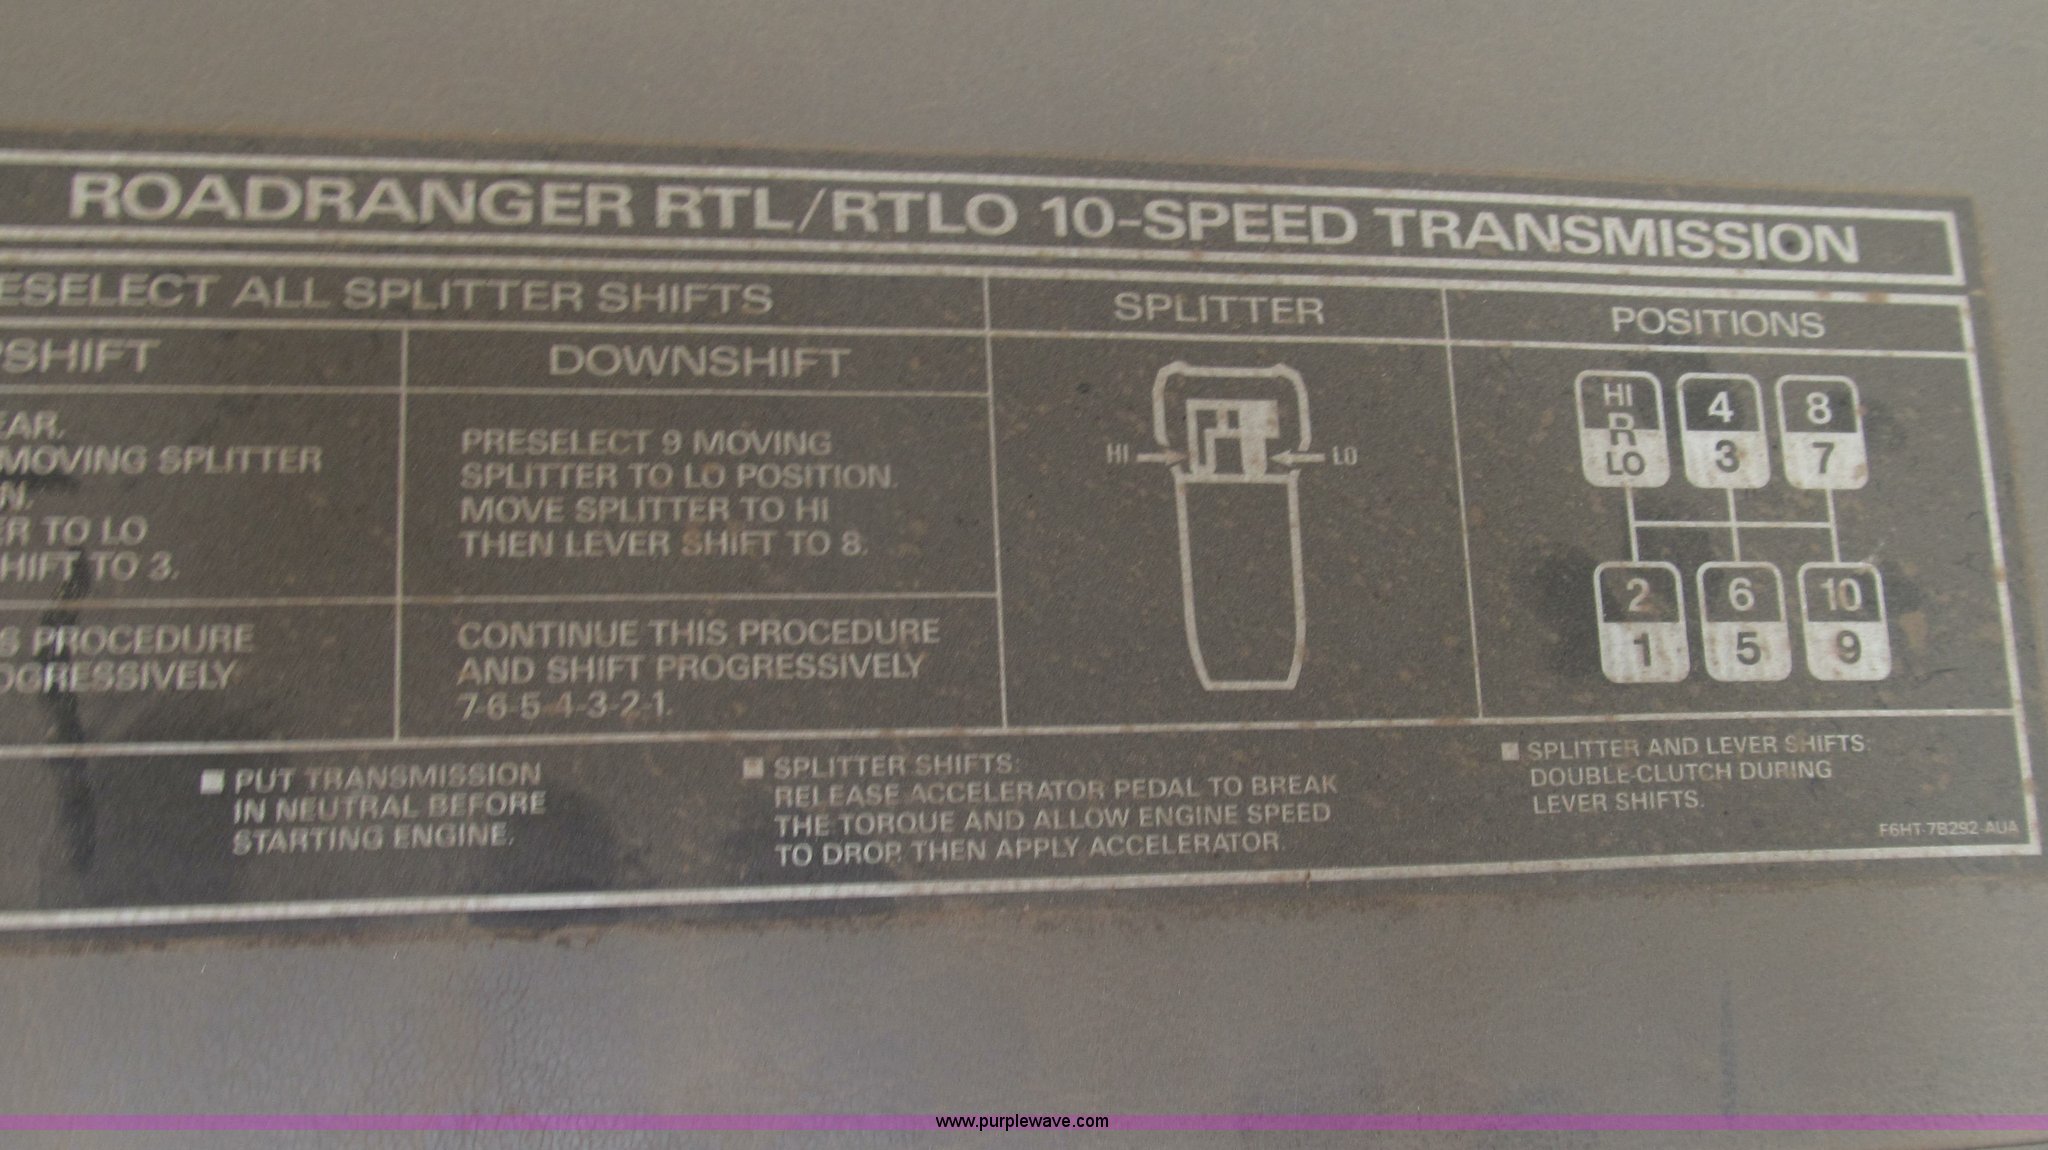 ROADRANGER RTL/RTLO 10-SPEED TRANSMISSION
ESELECT ALL SPLITTER SHIFTS
PSHIFT
EAR.
MOVING SPLITTER
N.
ER TO LO
HIFT TO 3.
S PROCEDURE
OGRESSIVELY
DOWNSHIFT
PRESELECT 9 MOVING
SPLITTER TO LO POSITION.
MOVE SPLITTER TO HI
THEN LEVER SHIFT TO 8.
CONTINUE THIS PROCEDURE
AND SHIFT PROGRESSIVELY
7-6-5-4-3-2-1.
SPLITTER
HI LO
POSITIONS
HI 4 8
R
LO 3 7
2 6 10
1 5 9
PUT TRANSMISSION
IN NEUTRAL BEFORE
STARTING ENGINE.
SPLITTER SHIFTS:
RELEASE ACCELERATOR PEDAL TO BREAK
THE TORQUE AND ALLOW ENGINE SPEED
TO DROP. THEN APPLY ACCELERATOR.
SPLITTER AND LEVER SHIFTS:
DOUBLE-CLUTCH DURING
LEVER SHIFTS.
F6HT-7B292-AUA
www.purplewave.com